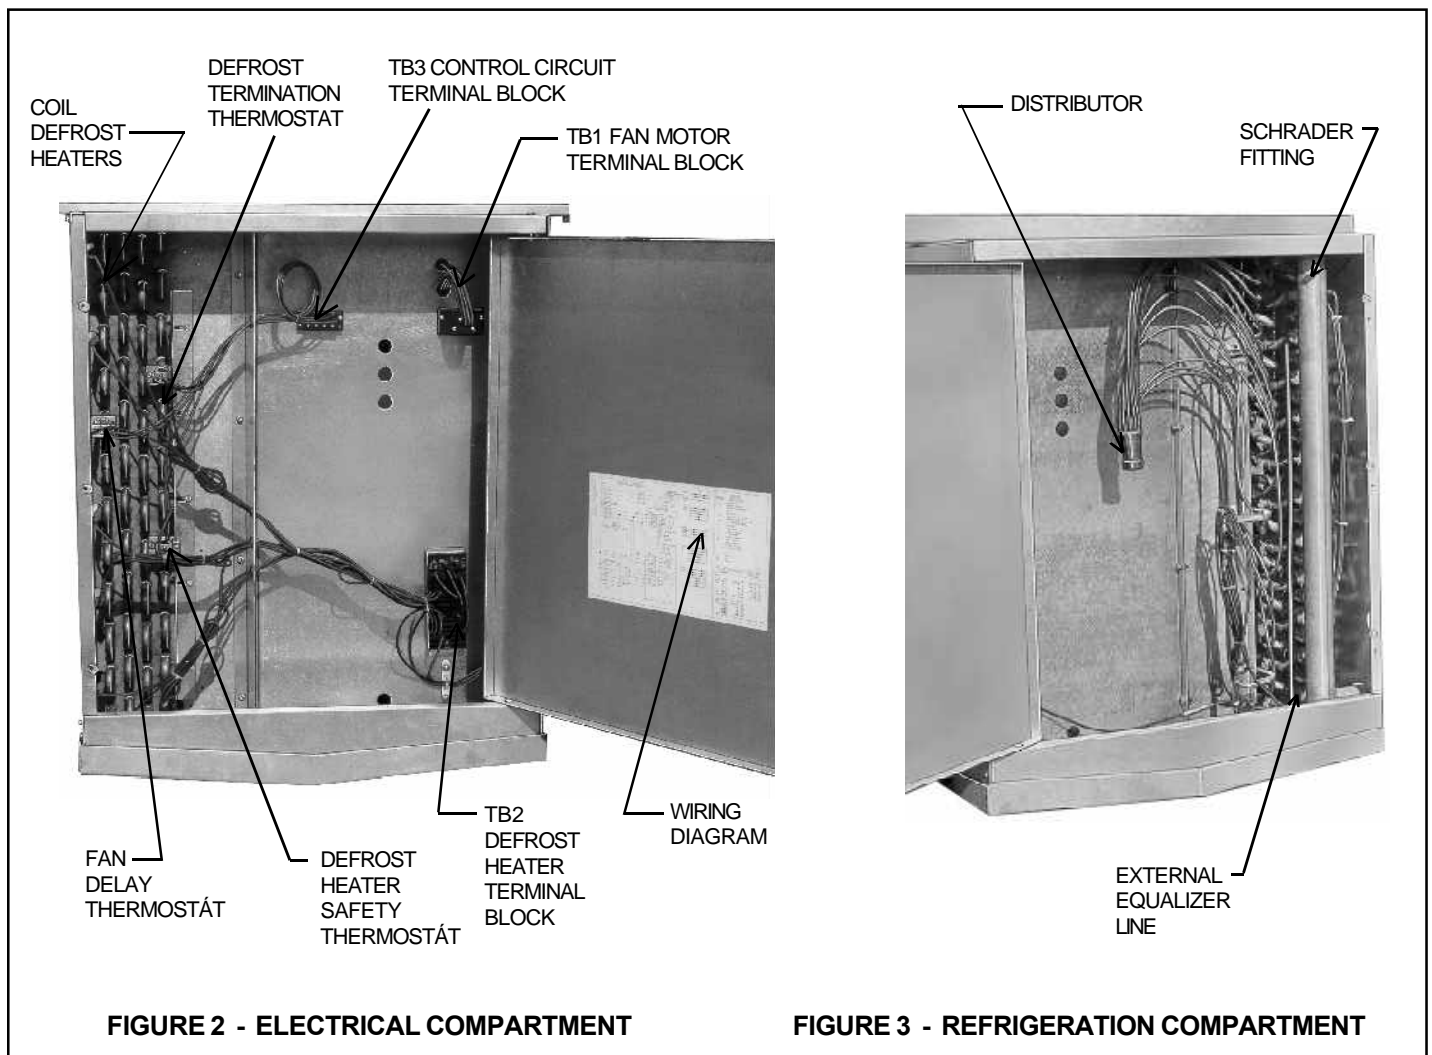 COIL
DEFROST
HEATERS
DEFROST
TERMINATION
THERMOSTAT
TB3 CONTROL CIRCUIT
TERMINAL BLOCK
TB1 FAN MOTOR
TERMINAL BLOCK
FAN
DELAY
THERMOSTÁT
DEFROST
HEATER
SAFETY
THERMOSTÁT
TB2
DEFROST
HEATER
TERMINAL
BLOCK
WIRING
DIAGRAM
FIGURE 2 - ELECTRICAL COMPARTMENT
DISTRIBUTOR
SCHRADER
FITTING
EXTERNAL
EQUALIZER
LINE
FIGURE 3 - REFRIGERATION COMPARTMENT